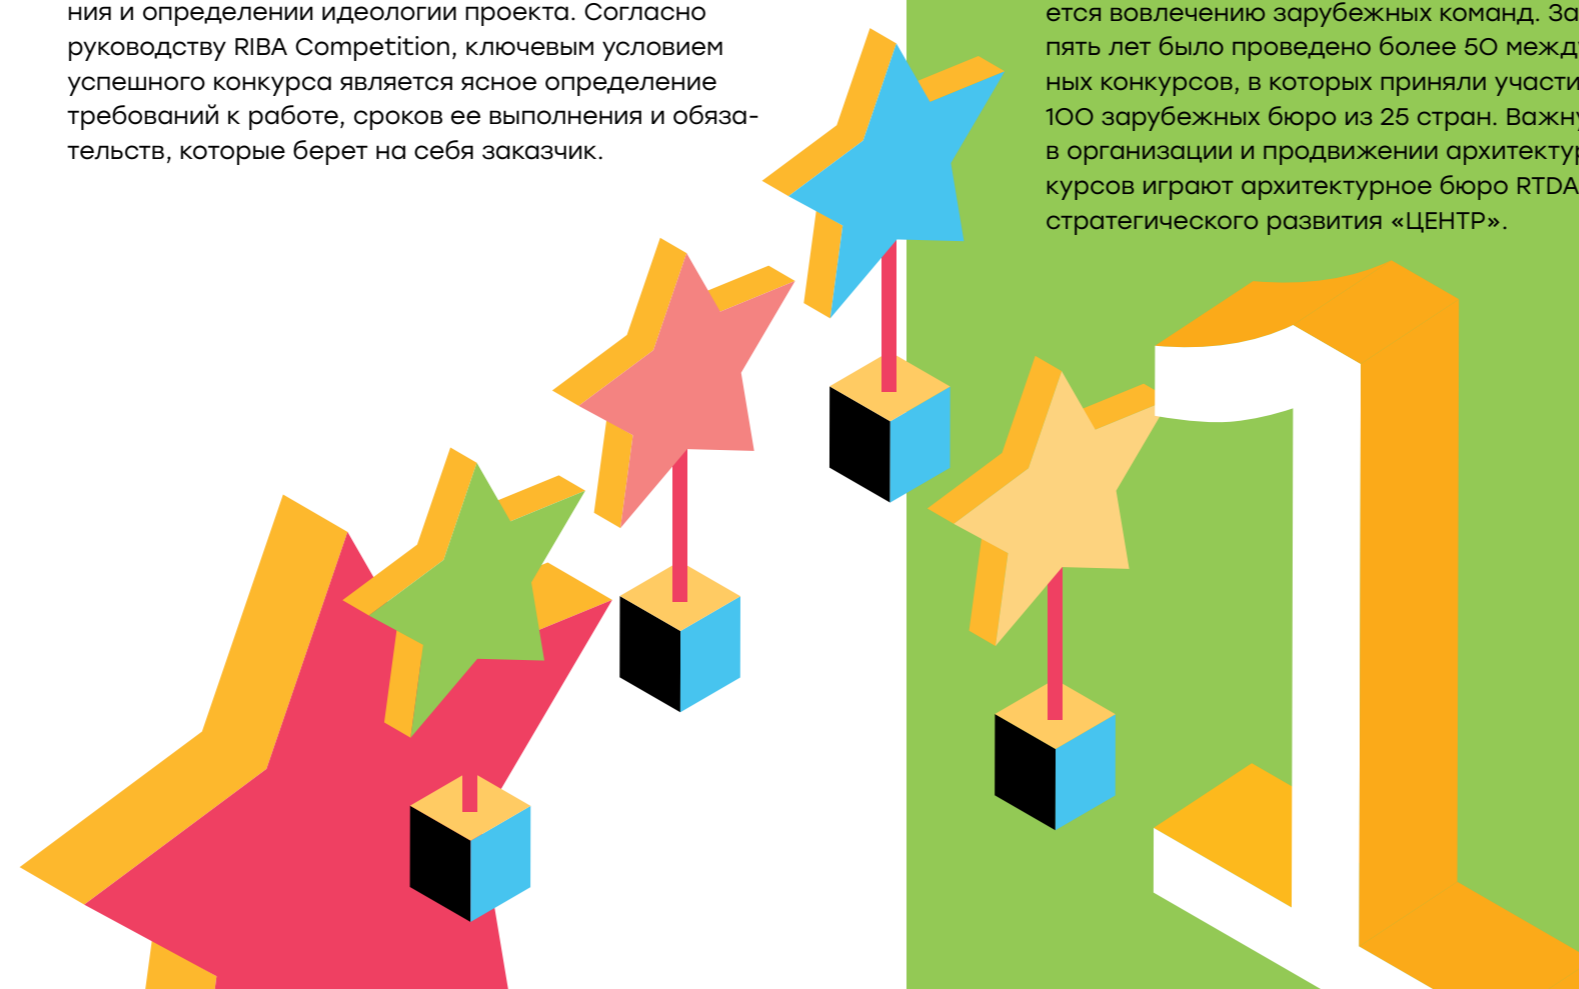 ния и определении идеологии проекта. Согласно
руководству RIBA Competition, ключевым условием
успешного конкурса является ясное определение
требований к работе, сроков ее выполнения и обяза-
тельств, которые берет на себя заказчик.
ется вовлечению зарубежных команд. За
пять лет было проведено более 50 межд
ных конкурсов, в которых приняли участи
100 зарубежных бюро из 25 стран. Важну
в организации и продвижении архитектур
курсов играют архитектурное бюро RTDA
стратегического развития «ЦЕНТР».
1